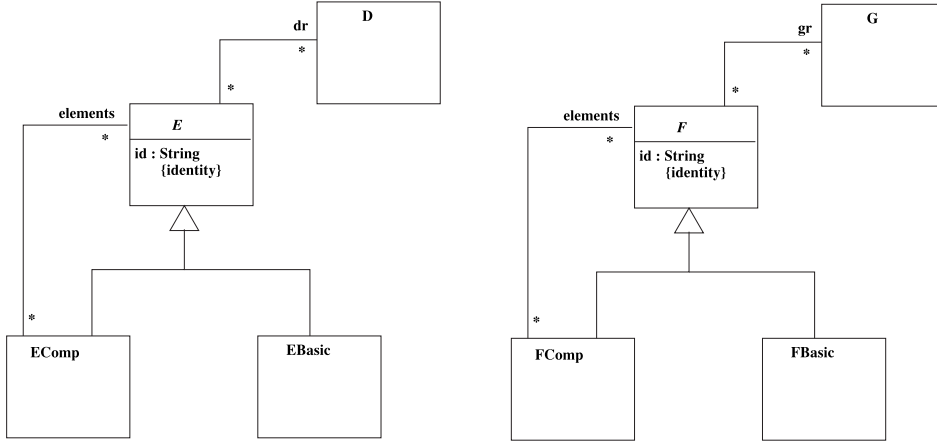 D
dr
*
*
elements
*
E
id : String
{identity}
*
EComp
EBasic
G
gr
*
*
elements
*
F
id : String
{identity}
*
FComp
FBasic